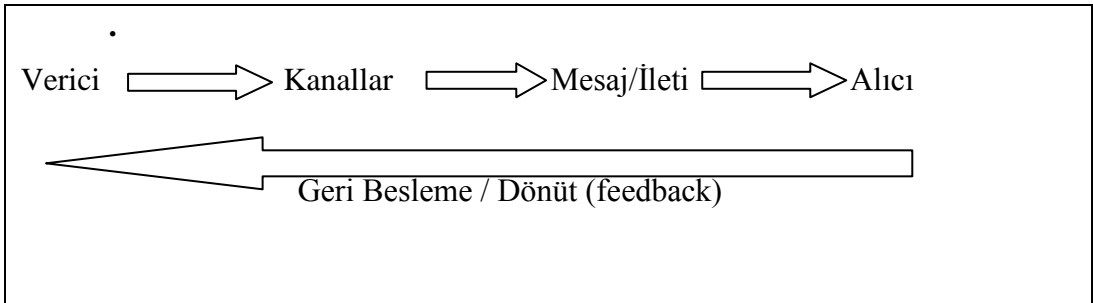 Verici Kanallar Mesaj/İleti Alıcı
Geri Besleme / Dönüt (feedback)